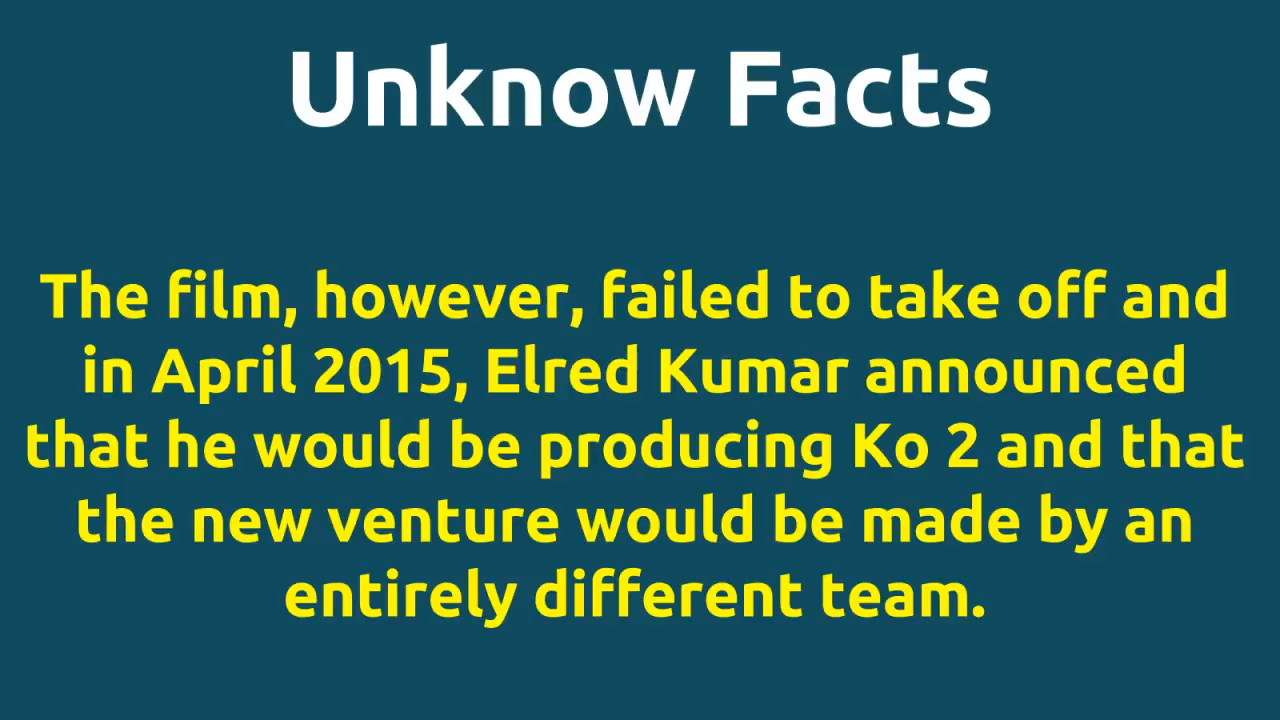 Unknow Facts
The film, however, failed to take off and
in April 2015, Elred Kumar announced
that he would be producing Ko 2 and that
the new venture would be made by an
entirely different team.